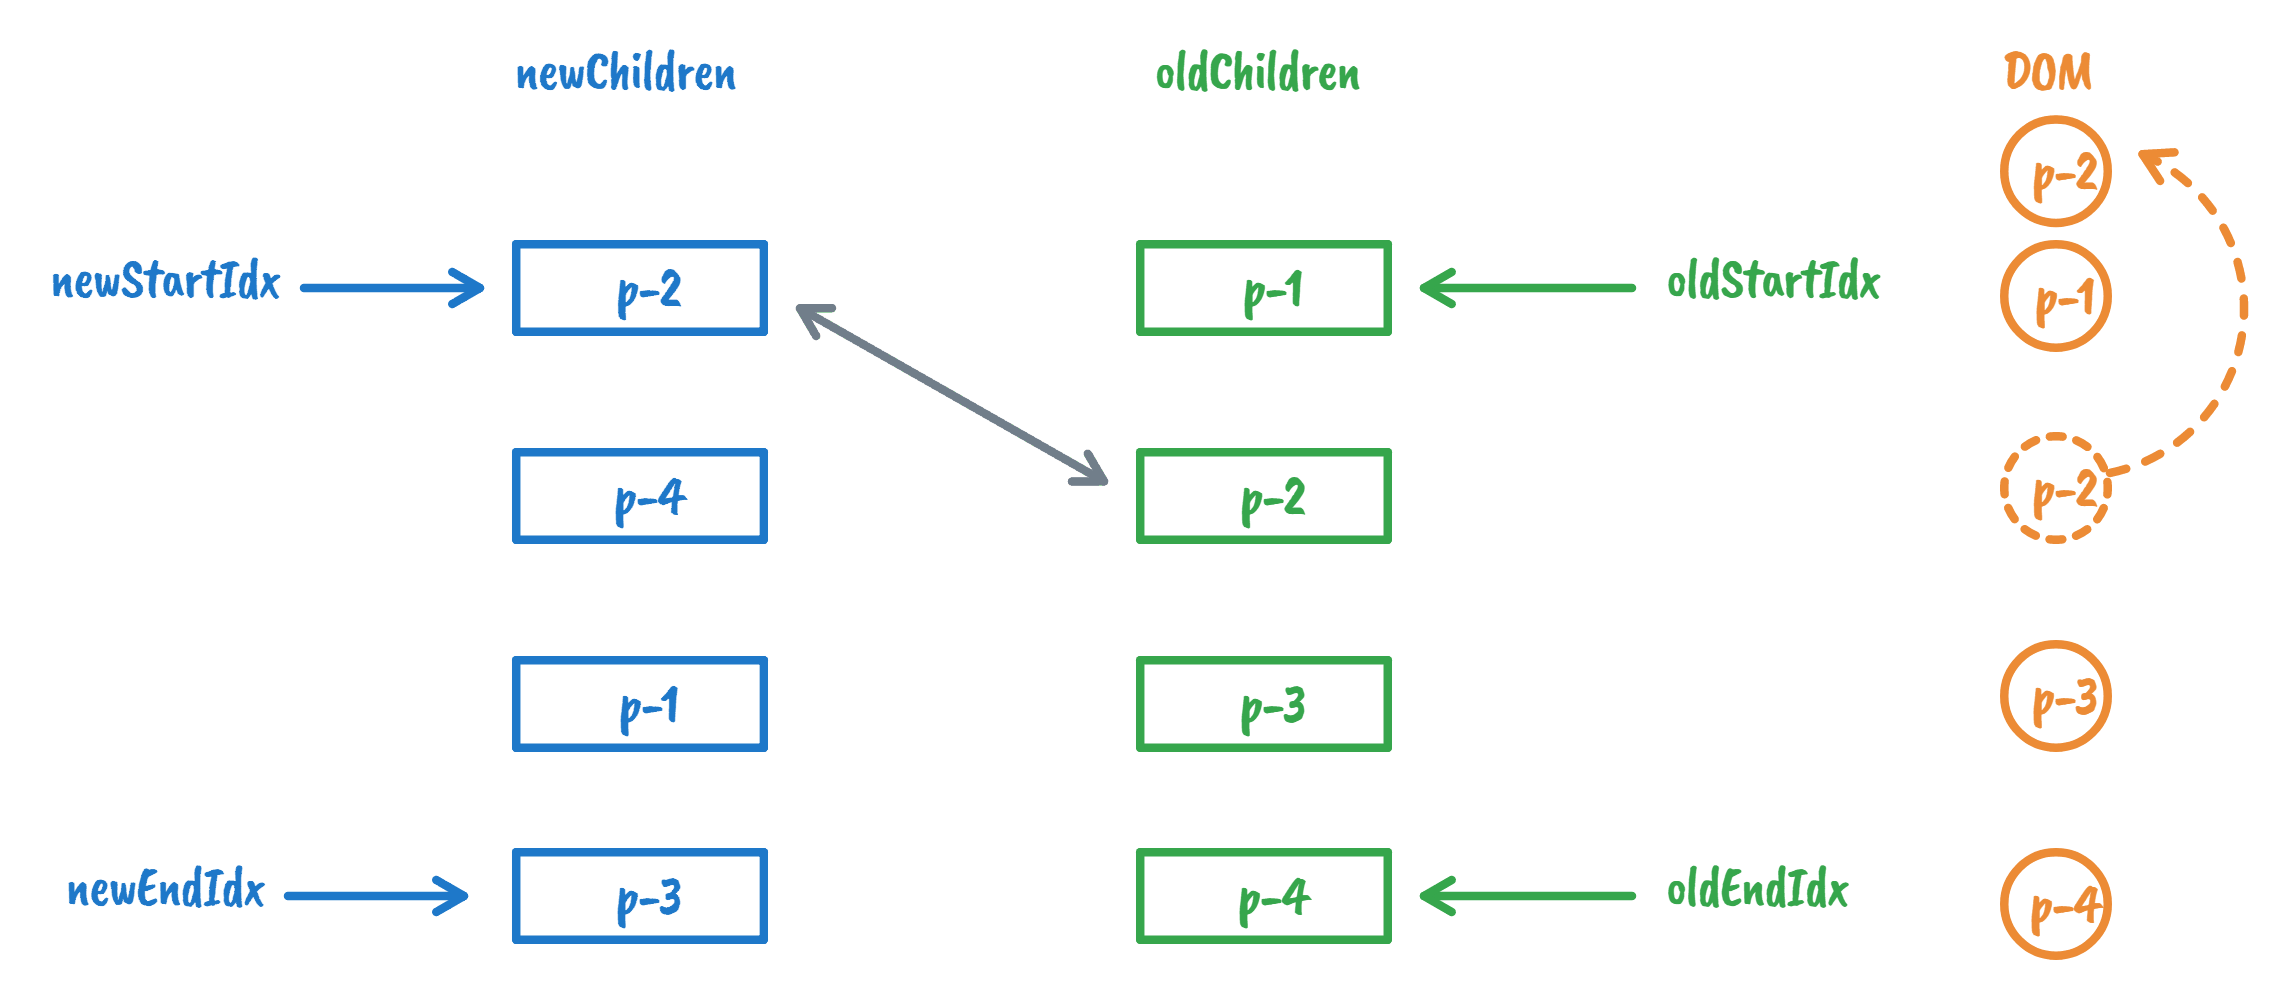 newChildren oldChildren DOM
p-2
newStartIdx p-2 p-1 oldStartIdx p-1
p-4 p-2 p-2
p-1 p-3 p-3
newEndIdx p-3 p-4 oldEndIdx p-4